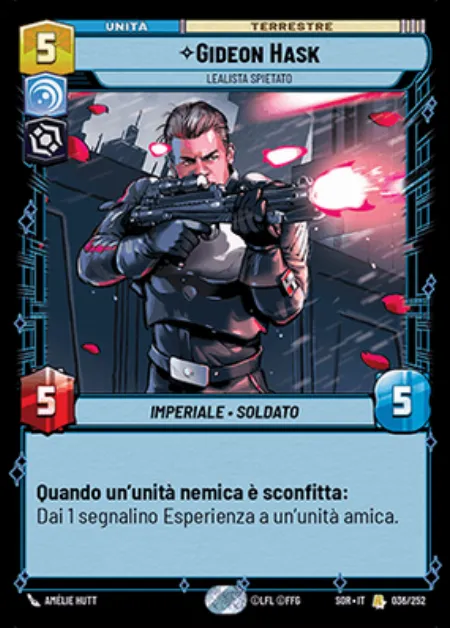 5
UNITÀ
TERRESTRE
✧GIDEON HASK
LEALISTA SPIETATO
5
IMPERIALE • SOLDATO
5
Quando un'unità nemica è sconfitta:
Dai 1 segnalino Esperienza a un'unità amica.
AMÉLIE HUTT
©LFL ©FFG
SOR • IT
036/252